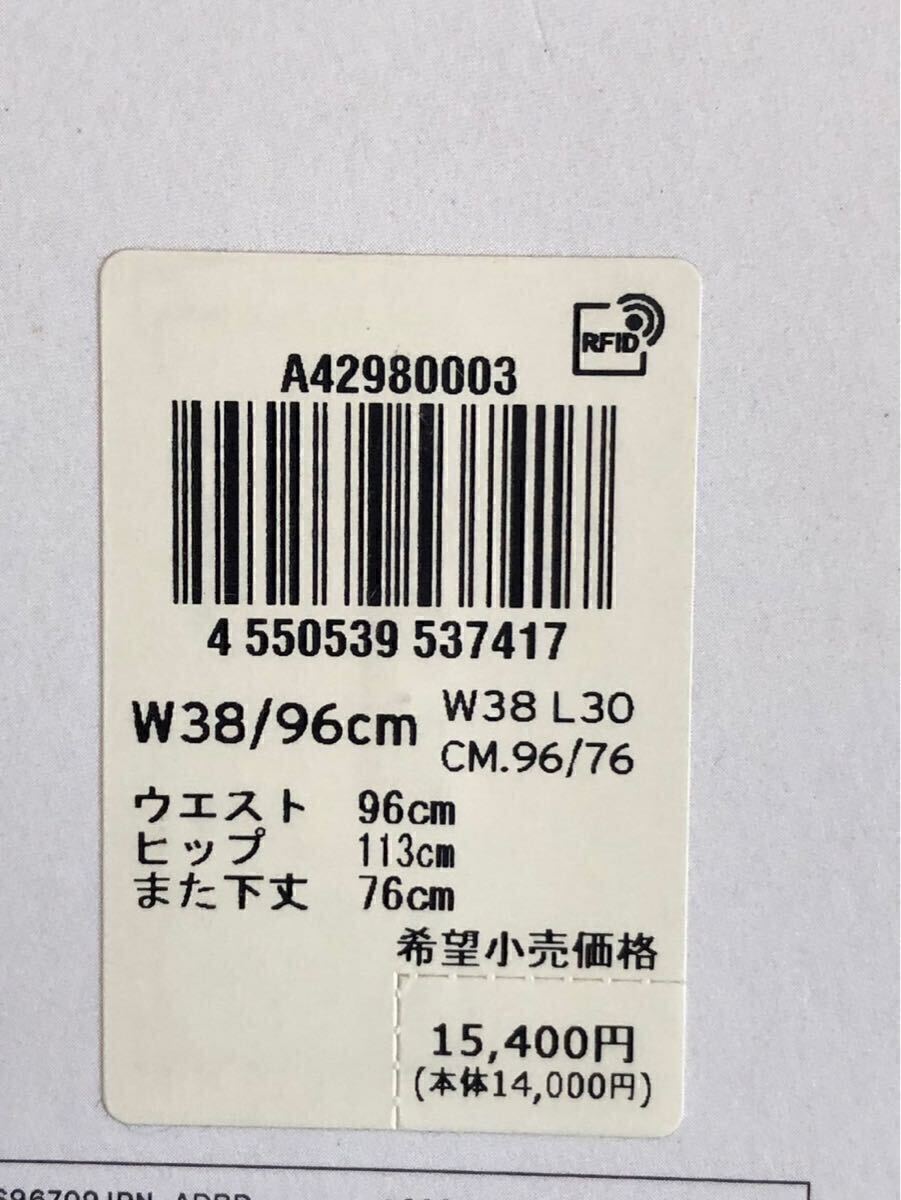 RFID
A42980003
4 550539 537417
W38/96cm
W38 L30
CM.96/76
ウエスト 96cm
ヒップ 113cm
また下丈 76cm
希望小売価格
15,400円
(本体14,000円)